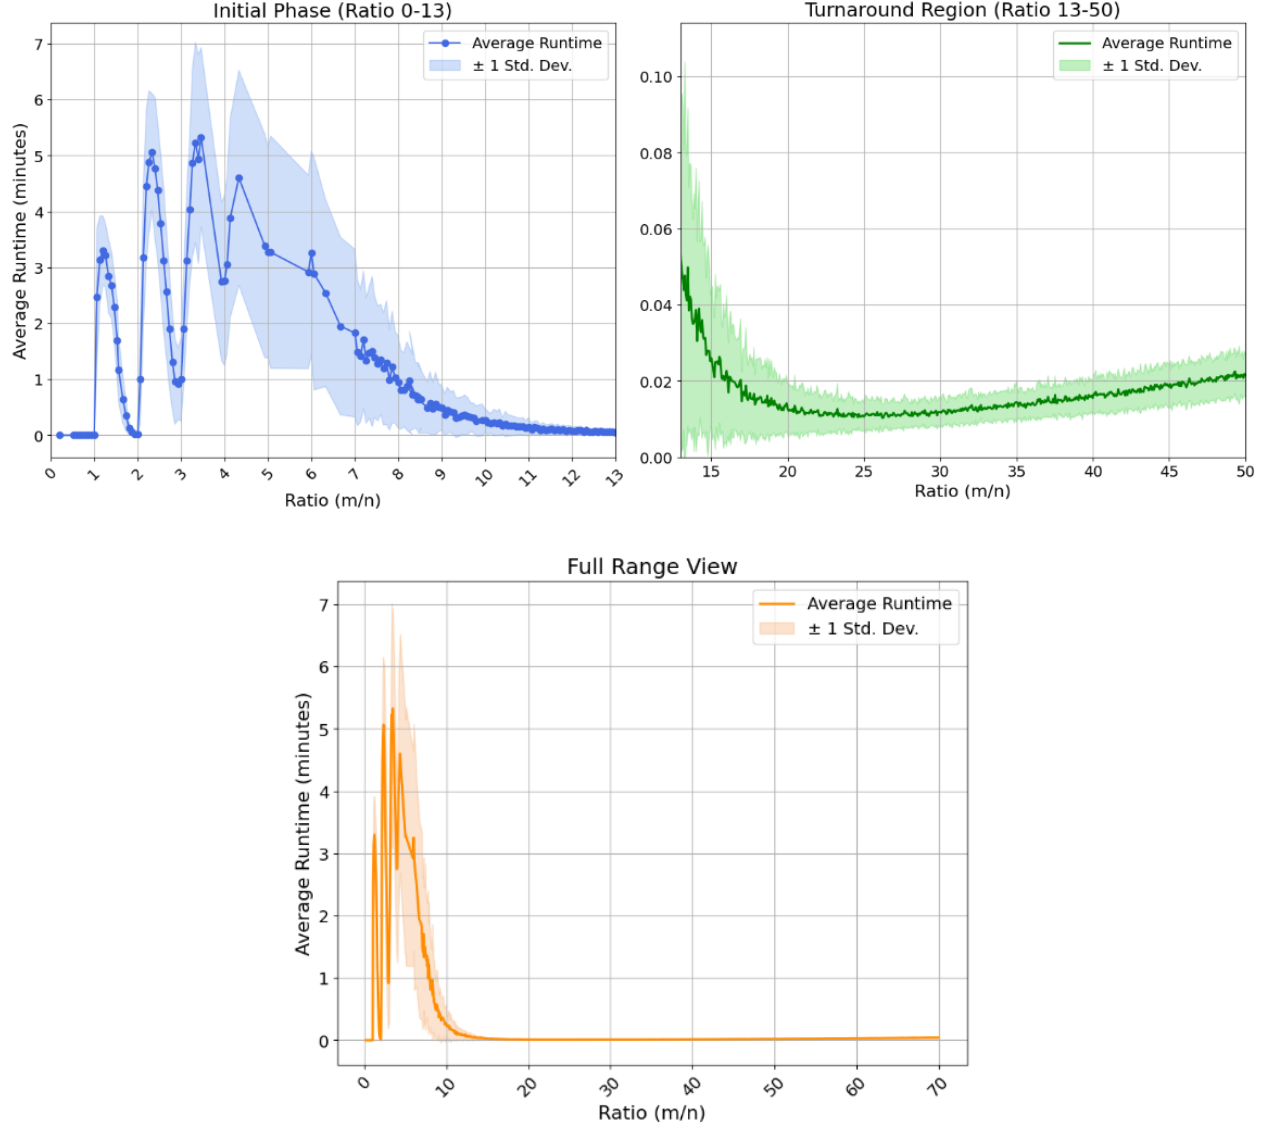 Initial Phase (Ratio 0-13)
Average Runtime (minutes)
7
6
5
4
3
2
1
0
Average Runtime
± 1 Std. Dev.
0 1 2 3 4 5 6 7 8 9 10 11 12 13
Ratio (m/n)
Turnaround Region (Ratio 13-50)
0.10
0.08
0.06
0.04
0.02
0.00
Average Runtime
± 1 Std. Dev.
15 20 25 30 35 40 45 50
Ratio (m/n)
Full Range View
Average Runtime (minutes)
7
6
5
4
3
2
1
0
Average Runtime
± 1 Std. Dev.
0 10 20 30 40 50 60 70
Ratio (m/n)